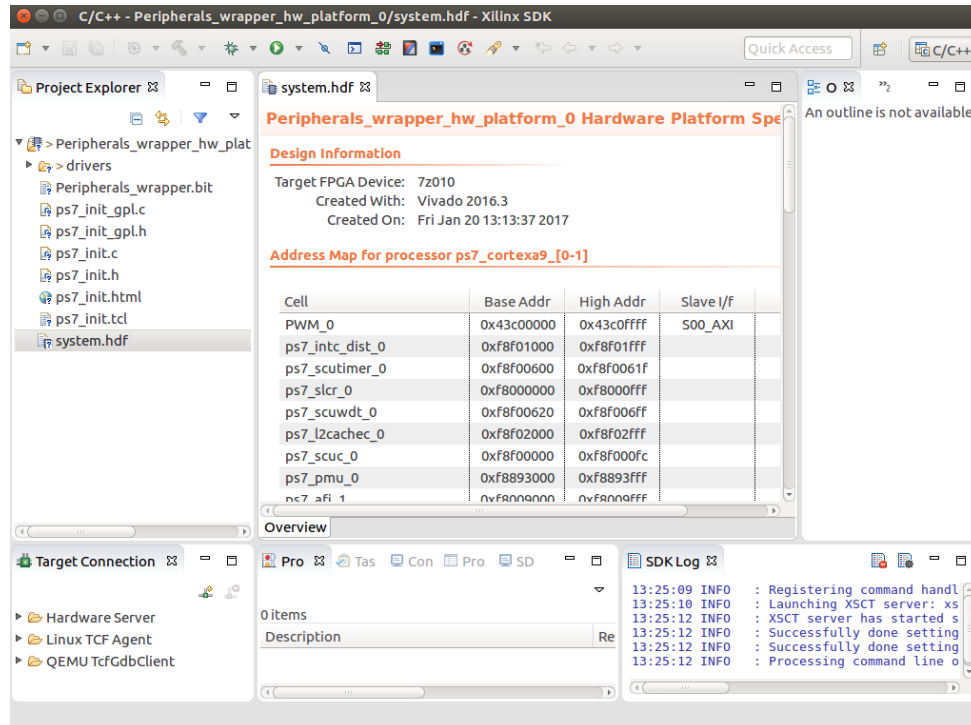 C/C++ - Peripherals_wrapper_hw_platform_0/system.hdf - Xilinx SDK
Quick Access
C/C++
Project Explorer
>Peripherals_wrapper_hw_plat
> drivers
Peripherals_wrapper.bit
ps7_init_gpl.c
ps7_init_gpl.h
ps7_init.c
ps7_init.h
ps7_init.html
ps7_init.tcl
system.hdf
system.hdf
Peripherals_wrapper_hw_platform_0 Hardware Platform Spe
Design Information
Target FPGA Device: 7z010
Created With: Vivado 2016.3
Created On: Fri Jan 20 13:13:37 2017
Address Map for processor ps7_cortexa9_[0-1]
Cell Base Addr High Addr Slave I/f
PWM_0 0x43c00000 0x43c0ffff S00_AXI
ps7_intc_dist_0 0xf8f01000 0xf8f01fff
ps7_scutimer_0 0xf8f00600 0xf8f0061f
ps7_slcr_0 0xf8000000 0xf8000fff
ps7_scuwdt_0 0xf8f00620 0xf8f006ff
ps7_l2cachec_0 0xf8f02000 0xf8f02fff
ps7_scuc_0 0xf8f00000 0xf8f000fc
ps7_pmu_0 0xf8893000 0xf8893fff
ps7_afi_1 0xf8009000 0xf8009fff
Overview
O
»2
An outline is not available
Target Connection
Hardware Server
Linux TCF Agent
QEMU TcfGdbClient
Pro Tas Con Pro SD
0 items
Description Re
SDK Log
13:25:09 INFO : Registering command handl
13:25:10 INFO : Launching XSCT server: xs
13:25:12 INFO : XSCT server has started s
13:25:12 INFO : Successfully done setting
13:25:12 INFO : Successfully done setting
13:25:12 INFO : Processing command line o